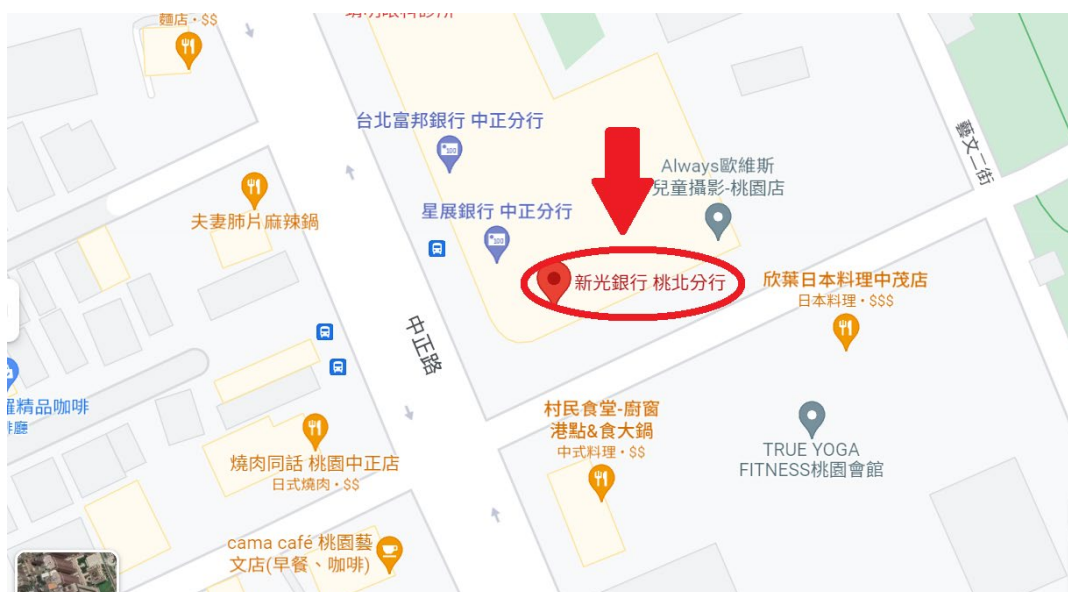 麵店・$$
台北富邦銀行 中正分行
Always歐維斯
兒童攝影-桃園店
藝文二街
夫妻肺片麻辣鍋
星展銀行 中正分行
新光銀行 桃北分行
欣葉日本料理中茂店
日本料理・$$$
中正路
精品咖啡
村民食堂-廚窗
港點&食大鍋
中式料理・$$
燒肉同話 桃園中正店
日式燒肉・$$
TRUE YOGA
FITNESS桃園會館
cama café 桃園藝
文店(早餐、咖啡)